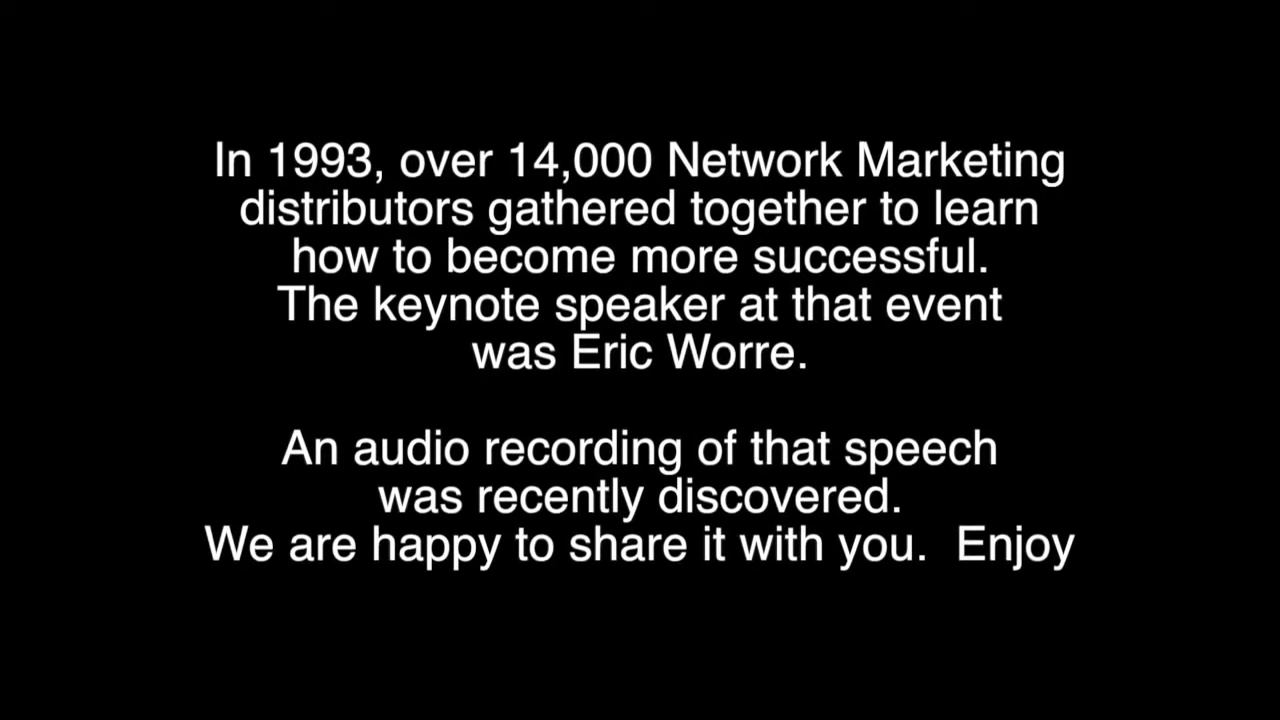 In 1993, over 14,000 Network Marketing
distributors gathered together to learn
how to become more successful.
The keynote speaker at that event
was Eric Worre.
An audio recording of that speech
was recently discovered.
We are happy to share it with you.  Enjoy